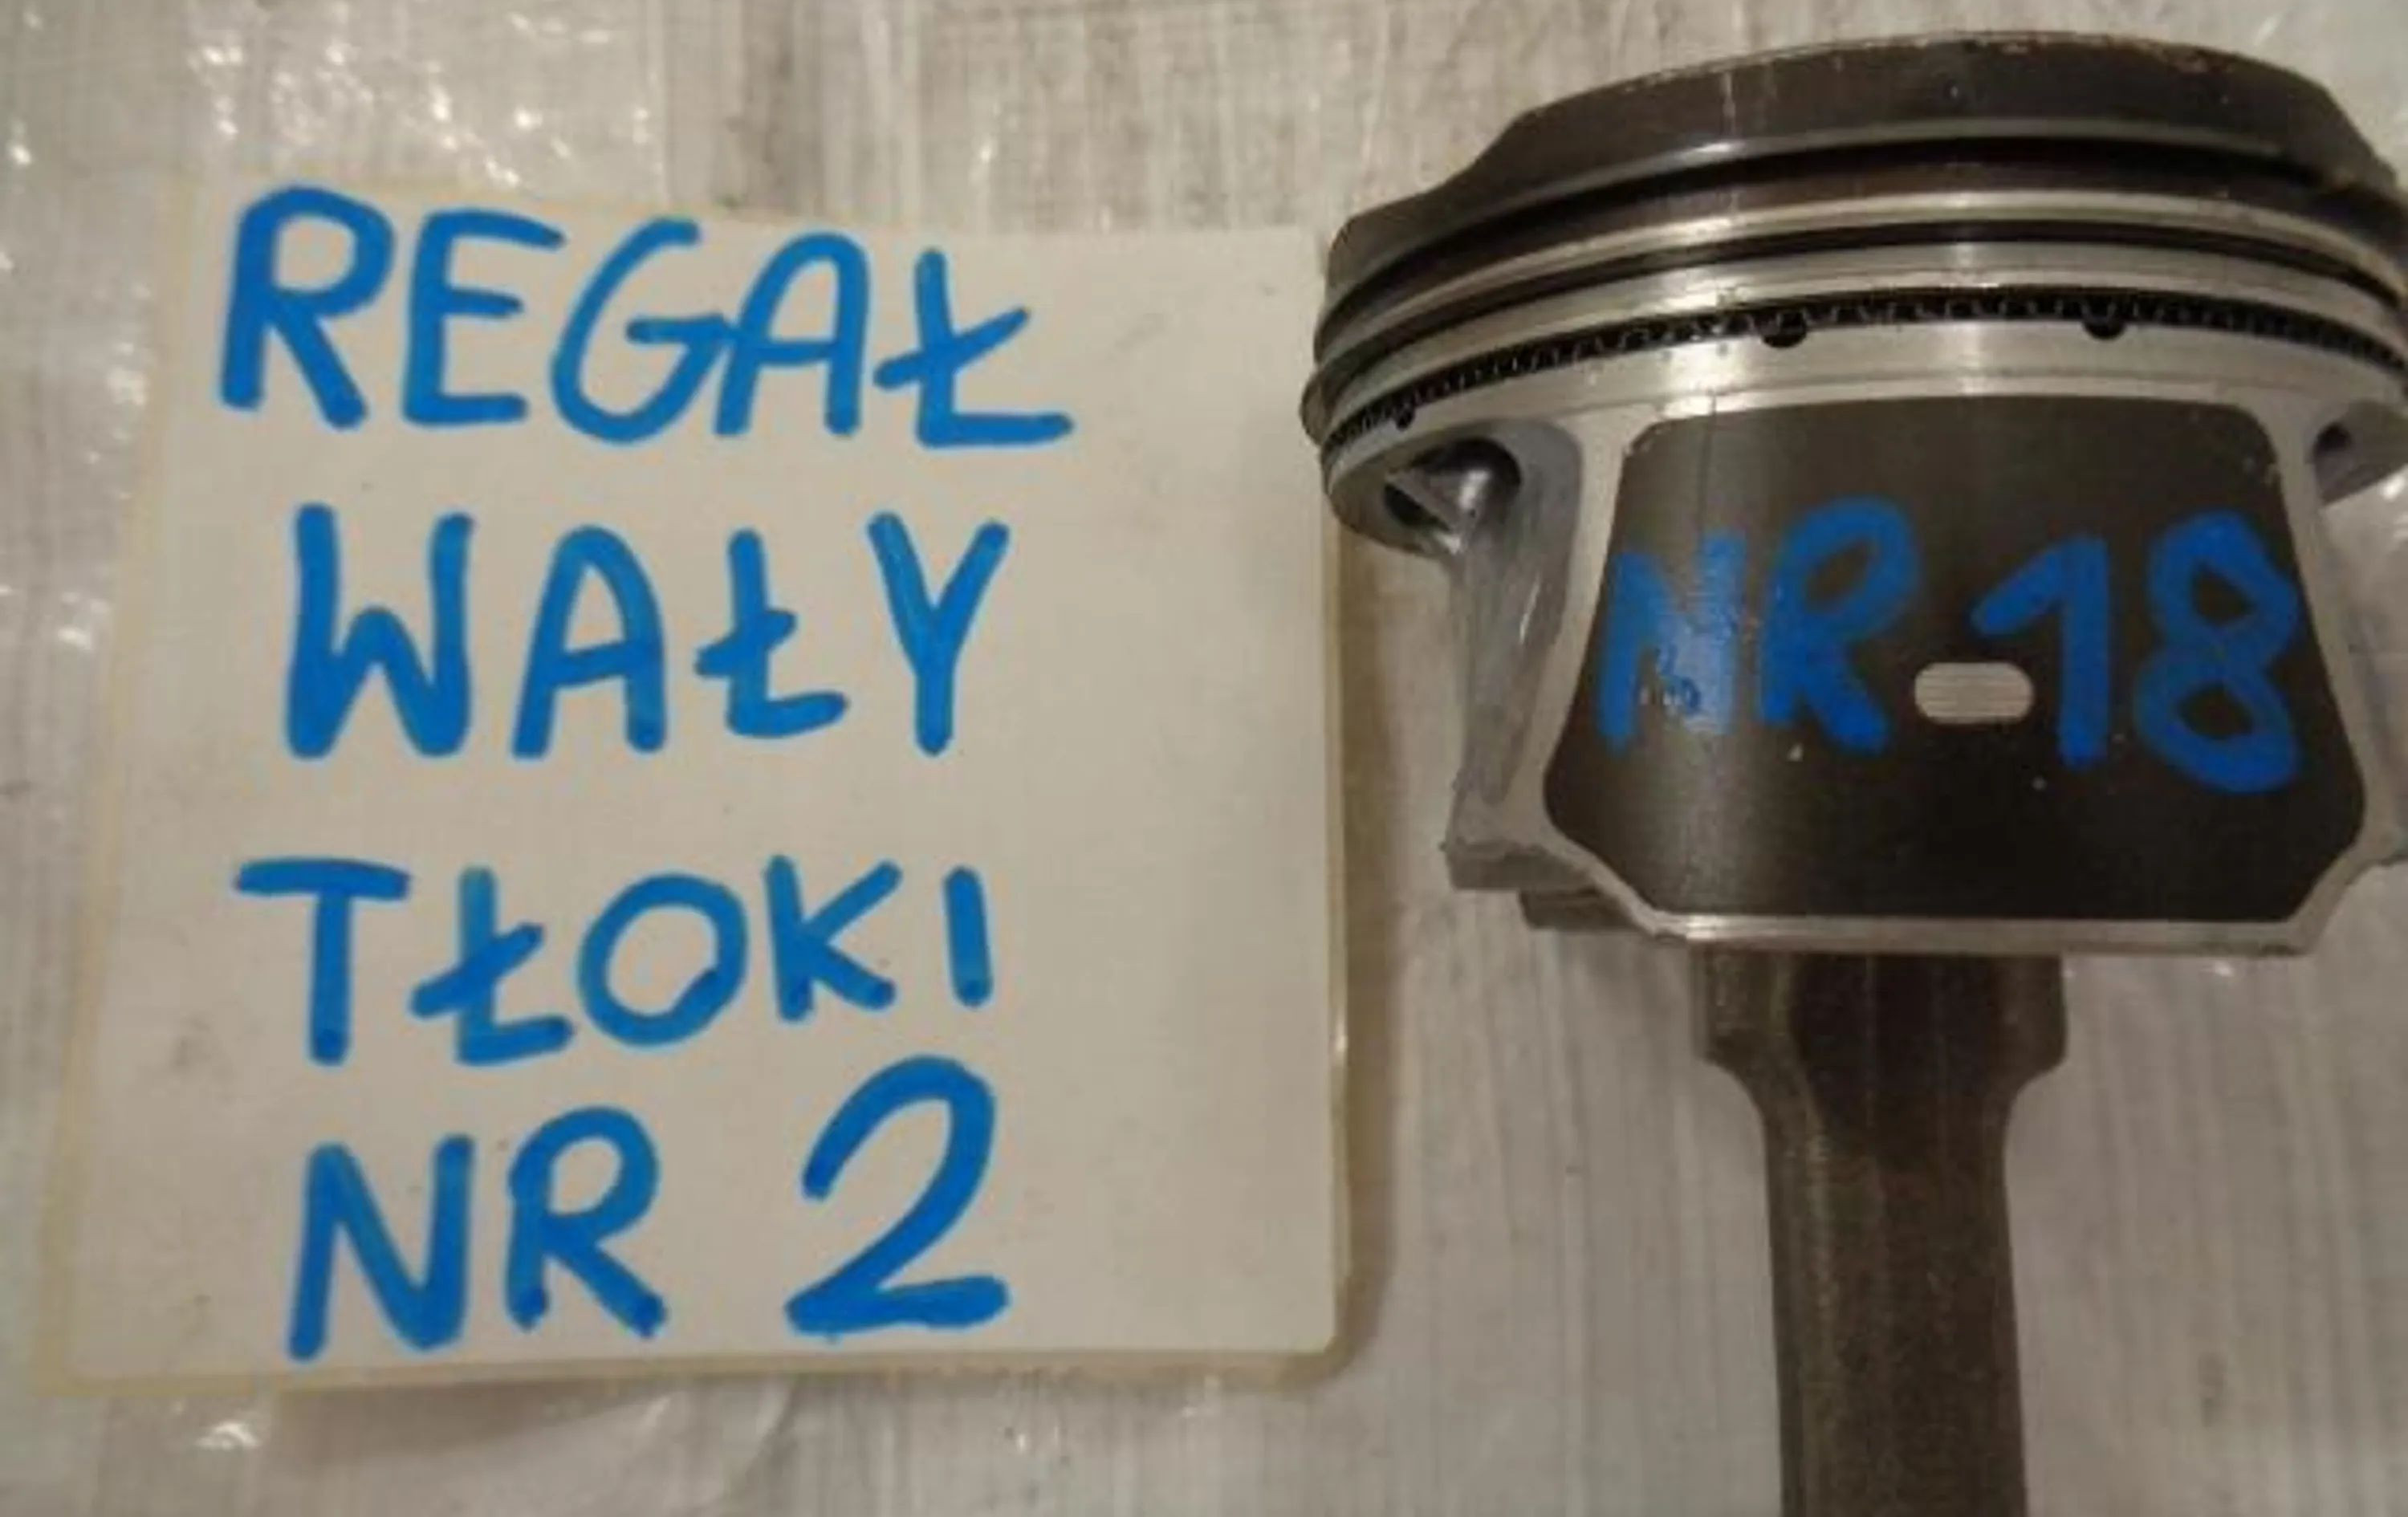 REGAŁ
WAŁY
TŁOKI
NR 2
NR-18